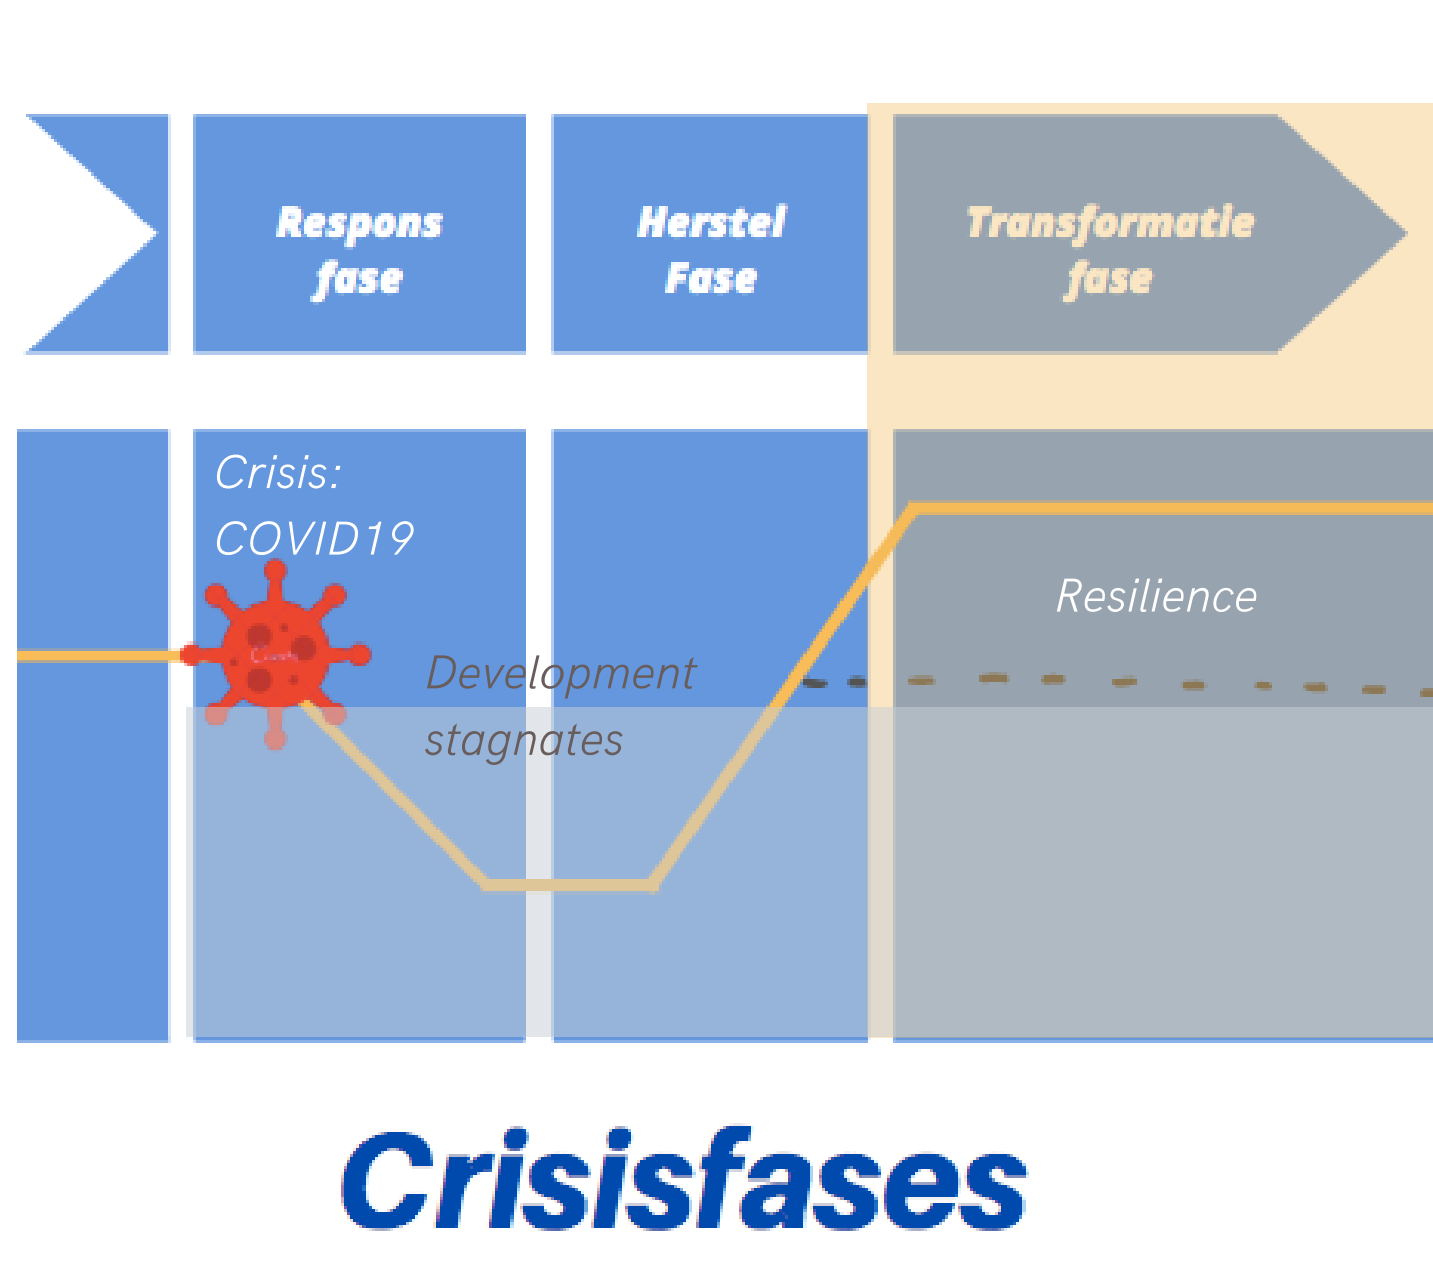 Respons
fase
Herstel
Fase
Transformatie
fase
Crisis:
COVID19
Development
stagnates
Resilience
Crisisfases